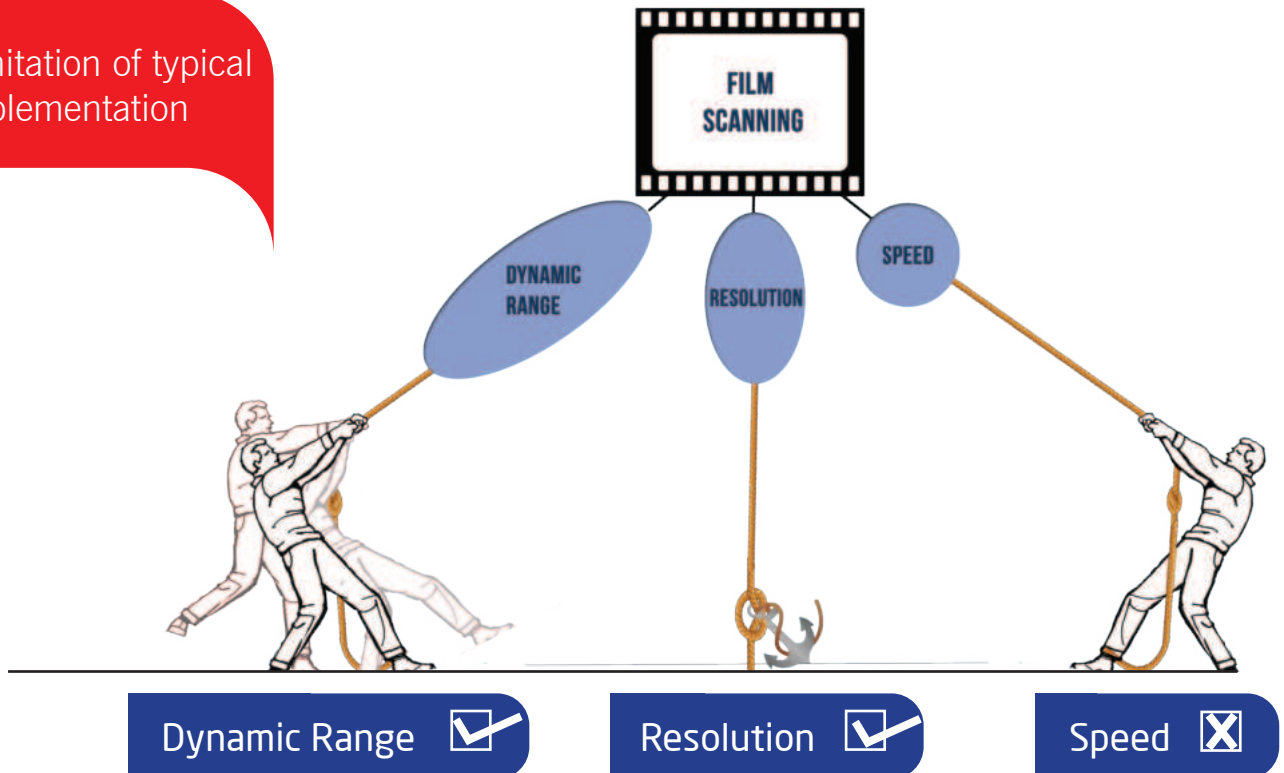 nitation of typical
plementation
FILM
SCANNING
DYNAMIC
RANGE
RESOLUTION
SPEED
Dynamic Range
Resolution
Speed